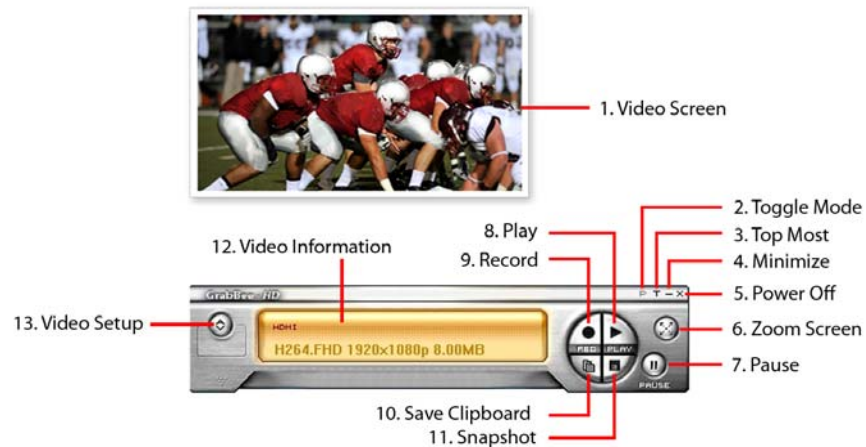 1. Video Screen
2. Toggle Mode
8. Play
3. Top Most
12. Video Information
9. Record
4. Minimize
GrabBee-HD
P T – X
5. Power Off
13. Video Setup
HDMI
6. Zoom Screen
REC PLAY
H264.FHD 1920x1080p 8.00MB
7. Pause
PAUSE
10. Save Clipboard
11. Snapshot